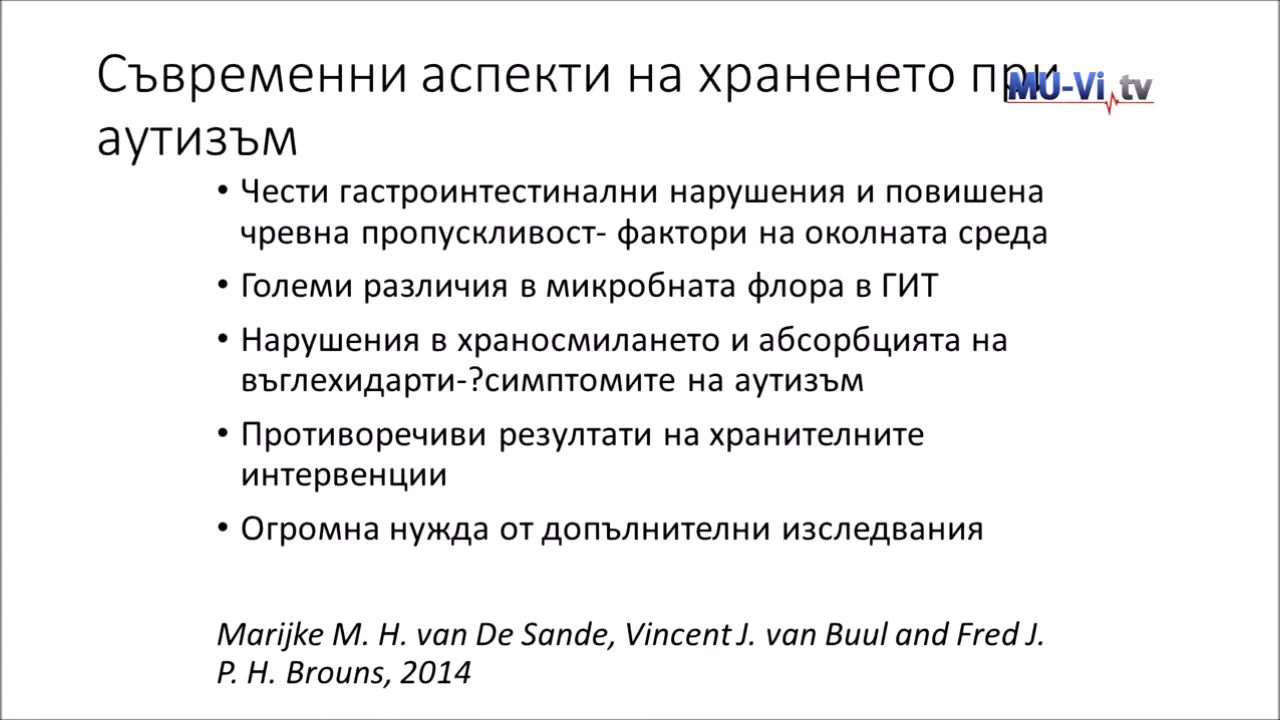 Съвременни аспекти на храненето при
MU-Vi.tv
аутизъм
• Чести гастроинтестинални нарушения и повишена
чревна пропускливост- фактори на околната среда
• Големи различия в микробната флора в ГИТ
• Нарушения в храносмилането и абсорбцията на
въглехидарти-?симптомите на аутизъм
• Противоречиви резултати на хранителните
интервенции
• Огромна нужда от допълнителни изследвания
Marijke M. H. van De Sande, Vincent J. van Buul and Fred J.
P. H. Brouns, 2014